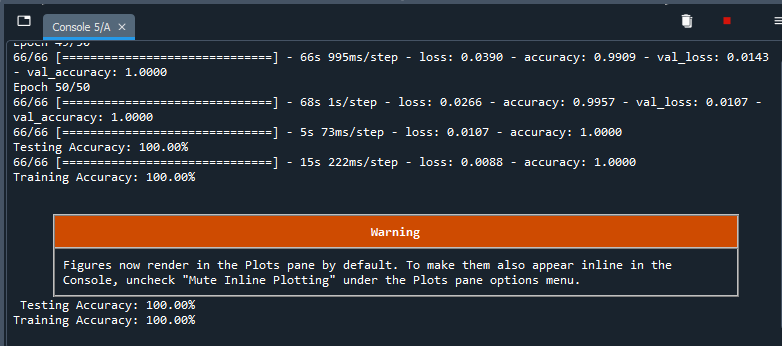 Console 5/A ×
Epoch 49/50
66/66 [==============================] - 66s 995ms/step - loss: 0.0390 - accuracy: 0.9909 - val_loss: 0.0143
- val_accuracy: 1.0000
Epoch 50/50
66/66 [==============================] - 68s 1s/step - loss: 0.0266 - accuracy: 0.9957 - val_loss: 0.0107 -
val_accuracy: 1.0000
66/66 [==============================] - 5s 73ms/step - loss: 0.0107 - accuracy: 1.0000
Testing Accuracy: 100.00%
66/66 [==============================] - 15s 222ms/step - loss: 0.0088 - accuracy: 1.0000
Training Accuracy: 100.00%
Warning
Figures now render in the Plots pane by default. To make them also appear inline in the
Console, uncheck "Mute Inline Plotting" under the Plots pane options menu.
Testing Accuracy: 100.00%
Training Accuracy: 100.00%